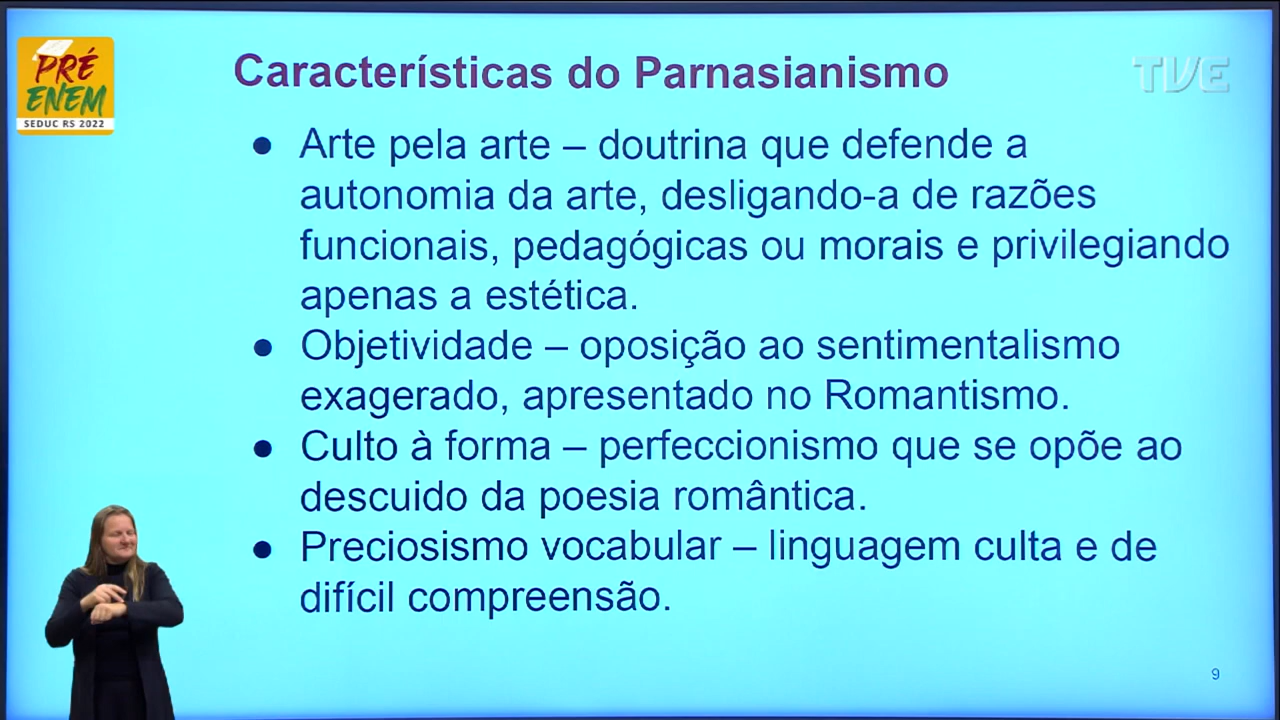 PRÉ
ENEM
SEDUC RS 2022
Características do Parnasianismo
TVE
● Arte pela arte – doutrina que defende a
autonomia da arte, desligando-a de razões
funcionais, pedagógicas ou morais e privilegiando
apenas a estética.
● Objetividade – oposição ao sentimentalismo
exagerado, apresentado no Romantismo.
● Culto à forma – perfeccionismo que se opõe ao
descuido da poesia romântica.
● Preciosismo vocabular – linguagem culta e de
difícil compreensão.
9